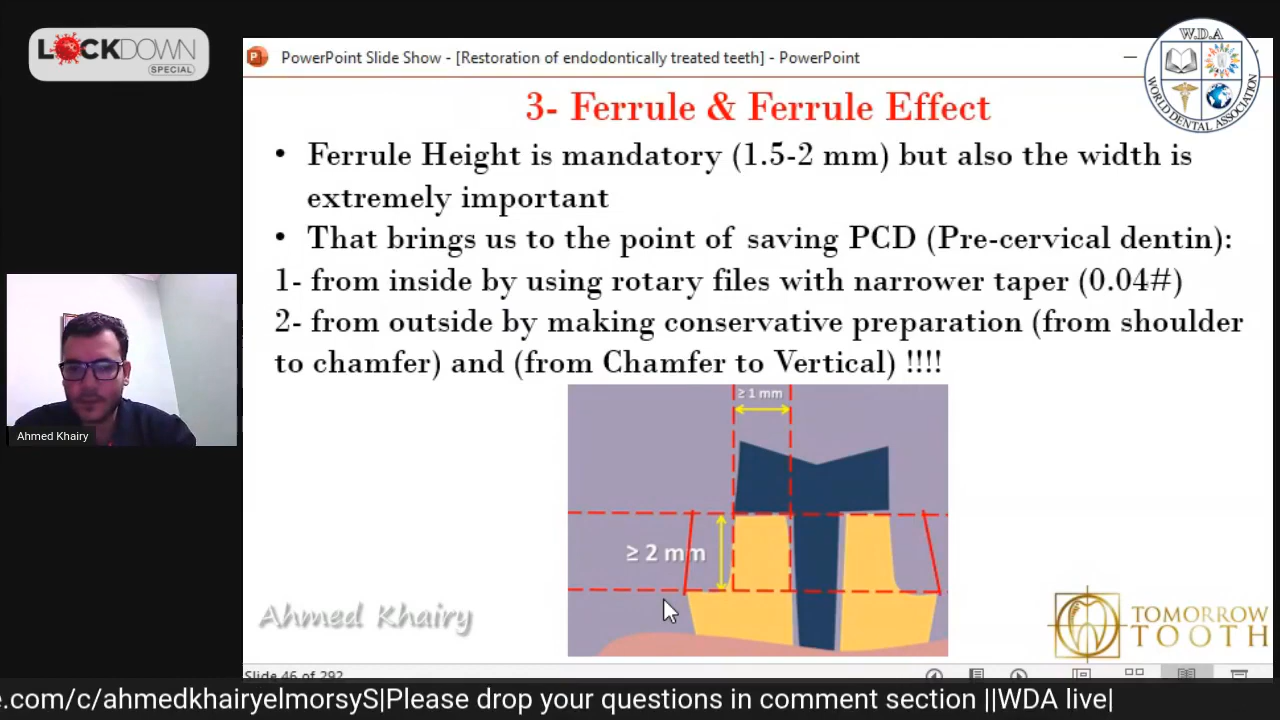 LOCKDOWN
SPECIAL
PowerPoint Slide Show - [Restoration of endodontically treated teeth] - PowerPoint
W.D.A
WORLD DENTAL ASSOCIATION
3- Ferrule & Ferrule Effect
• Ferrule Height is mandatory (1.5-2 mm) but also the width is
extremely important
• That brings us to the point of saving PCD (Pre-cervical dentin):
1- from inside by using rotary files with narrower taper (0.04#)
2- from outside by making conservative preparation (from shoulder
to chamfer) and (from Chamfer to Vertical) !!!!
≥ 1 mm
≥ 2 mm
Ahmed Khairy
Ahmed Khairy
TOMORROW
TOOTH
Slide 46 of 292
e.com/c/ahmedkhairyelmorsyS|Please drop your questions in comment section ||WDA live|